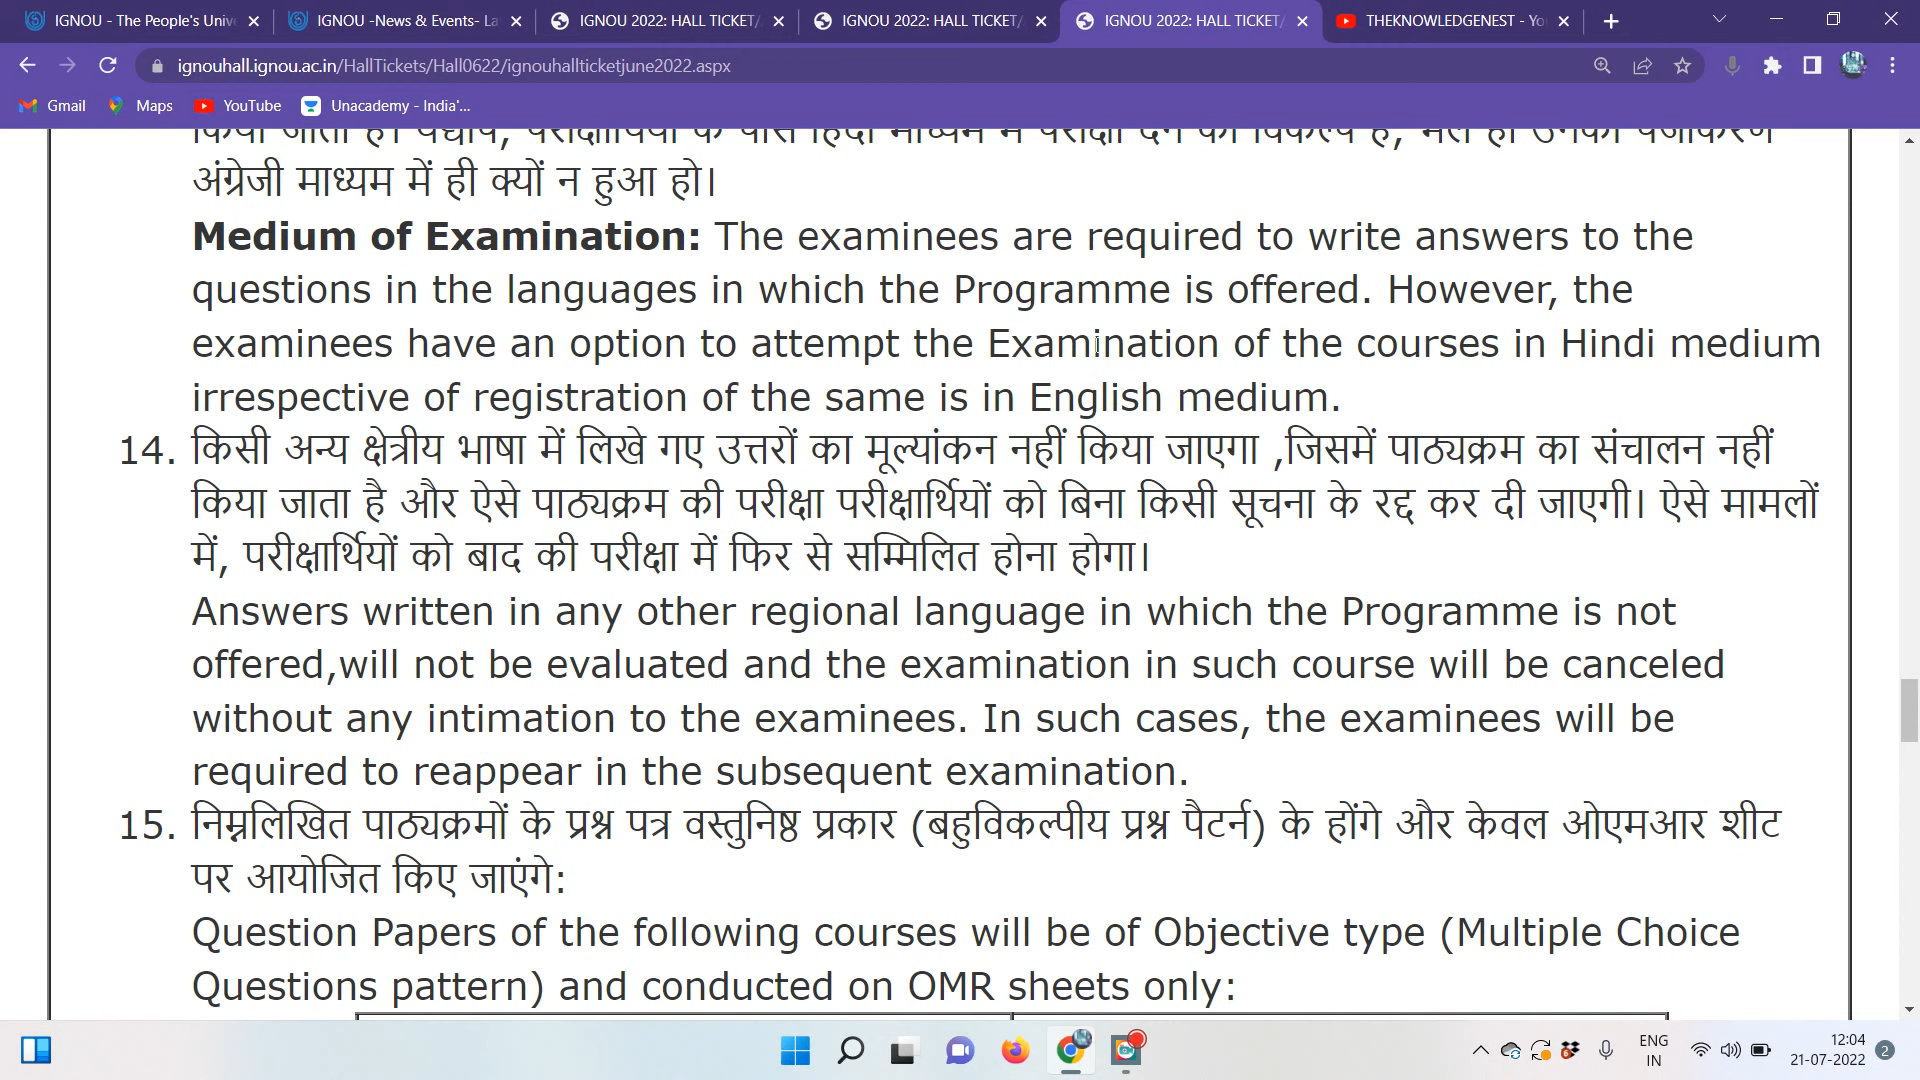 IGNOU - The People's Unive
IGNOU -News & Events- La
IGNOU 2022: HALL TICKET/
IGNOU 2022: HALL TICKET/
IGNOU 2022: HALL TICKET/
THEKNOWLEDGENEST - Yo
ignouhall.ignou.ac.in/HallTickets/Hall0622/ignouhallticketjune2022.aspx
Gmail
Maps
YouTube
Unacademy - India'...
अंग्रेजी माध्यम में ही क्यों न हुआ हो।
Medium of Examination: The examinees are required to write answers to the
questions in the languages in which the Programme is offered. However, the
examinees have an option to attempt the Examination of the courses in Hindi medium
irrespective of registration of the same is in English medium.
14. किसी अन्य क्षेत्रीय भाषा में लिखे गए उत्तरों का मूल्यांकन नहीं किया जाएगा ,जिसमें पाठ्यक्रम का संचालन नहीं
किया जाता है और ऐसे पाठ्यक्रम की परीक्षा परीक्षार्थियों को बिना किसी सूचना के रद्द कर दी जाएगी। ऐसे मामलों
में, परीक्षार्थियों को बाद की परीक्षा में फिर से सम्मिलित होना होगा।
Answers written in any other regional language in which the Programme is not
offered,will not be evaluated and the examination in such course will be canceled
without any intimation to the examinees. In such cases, the examinees will be
required to reappear in the subsequent examination.
15. निम्नलिखित पाठ्यक्रमों के प्रश्न पत्र वस्तुनिष्ठ प्रकार (बहुविकल्पीय प्रश्न पैटर्न) के होंगे और केवल ओएमआर शीट
पर आयोजित किए जाएंगे:
Question Papers of the following courses will be of Objective type (Multiple Choice
Questions pattern) and conducted on OMR sheets only:
ENG
IN
12:04
21-07-2022
2